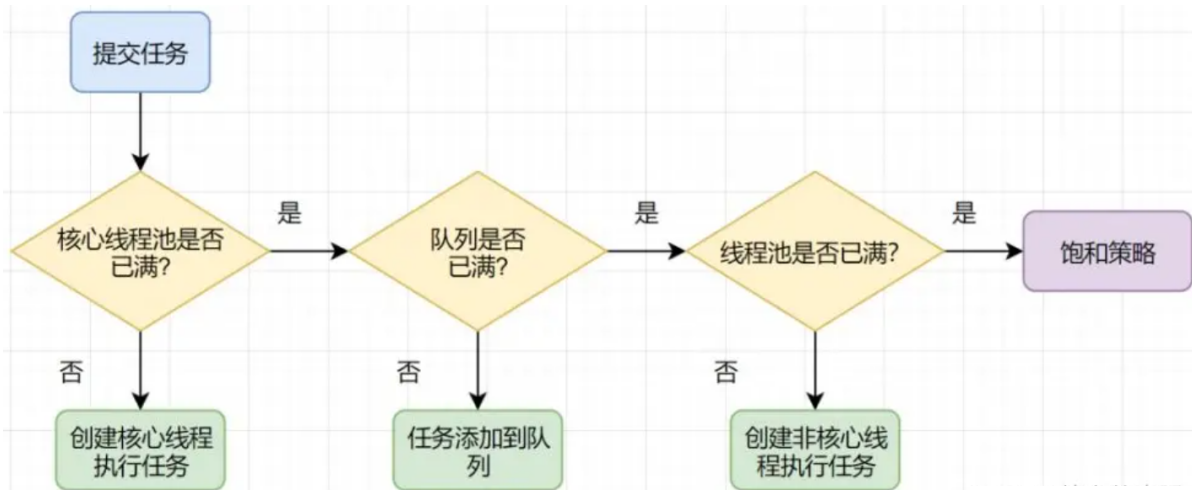 提交任务
是
是
是
核心线程池是否
已满？
队列是否
已满？
线程池是否已满？
饱和策略
否
否
否
创建核心线程
执行任务
任务添加到队
列
创建非核心线
程执行任务